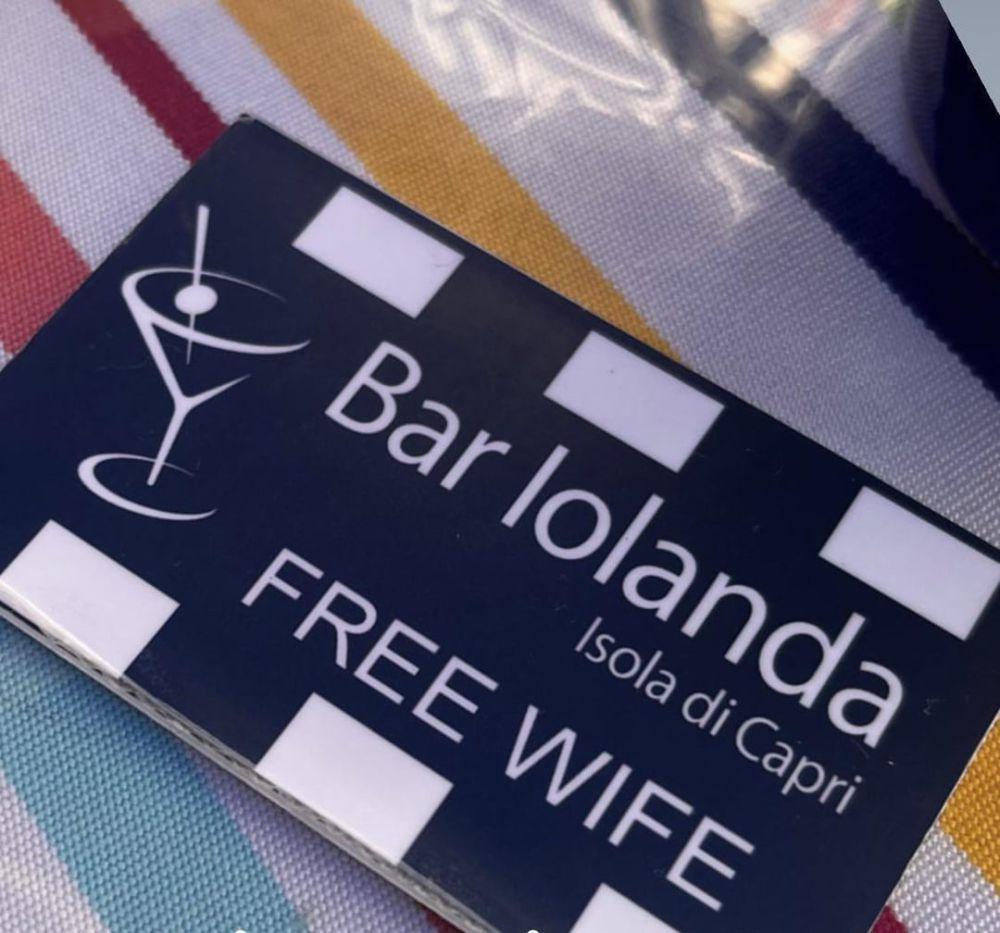 Bar Iolanda
Isola di Capri
FREE WIFE